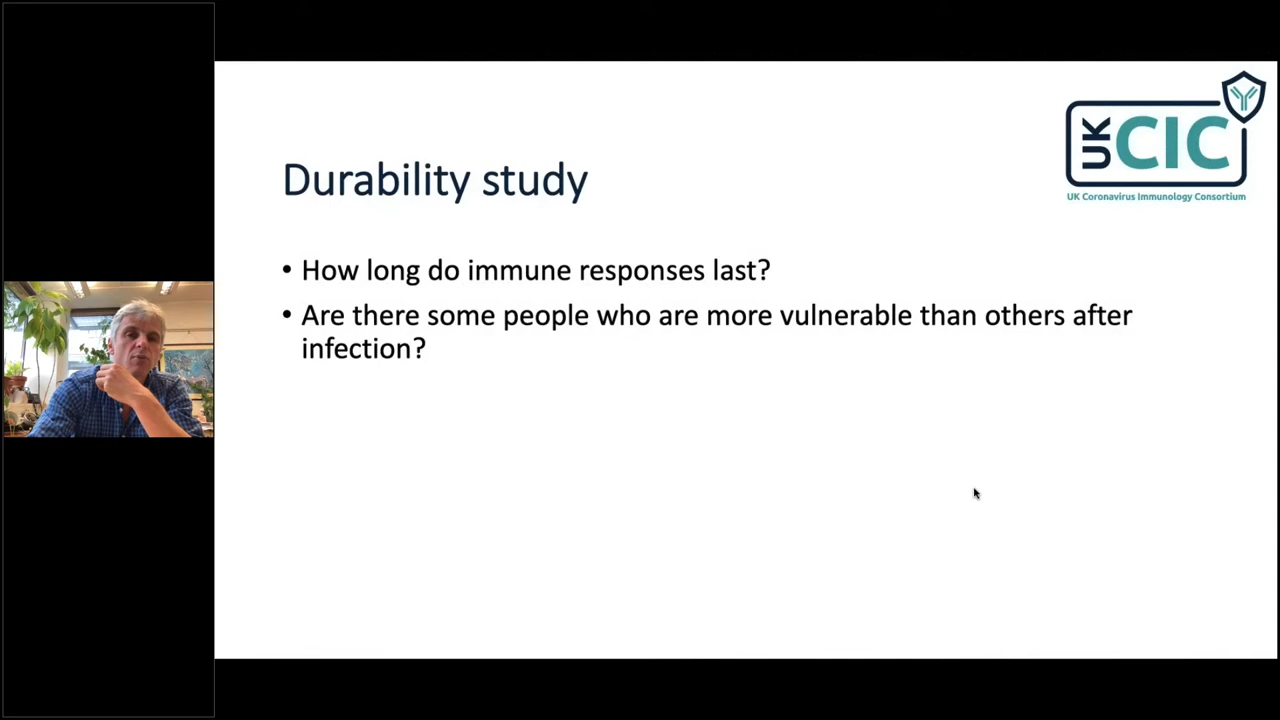 UK CIC
UK Coronavirus Immunology Consortium
Durability study
• How long do immune responses last?
• Are there some people who are more vulnerable than others after
infection?